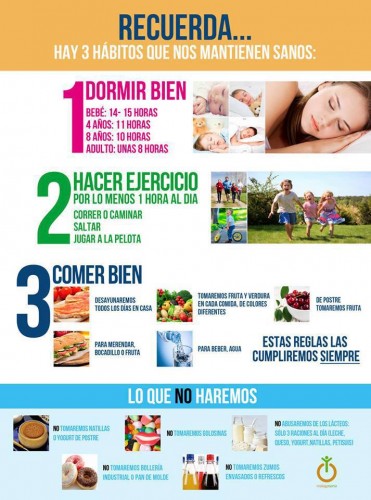 RECUERDA...
HAY 3 HÁBITOS QUE NOS MANTIENEN SANOS:
1 DORMIR BIEN
BEBÉ: 14- 15 HORAS
4 AÑOS: 11 HORAS
8 AÑOS: 10 HORAS
ADULTO: UNAS 8 HORAS
2 HACER EJERCICIO
POR LO MENOS 1 HORA AL DIA
CORRER O CAMINAR
SALTAR
JUGAR A LA PELOTA
3 COMER BIEN
DESAYUNAREMOS
TODOS LOS DÍAS EN CASA
TOMAREMOS FRUTA Y VERDURA
EN CADA COMIDA, DE COLORES
DIFERENTES
DE POSTRE
TOMAREMOS FRUTA
PARA MERENDAR,
BOCADILLO O FRUTA
PARA BEBER, AGUA
ESTAS REGLAS LAS
CUMPLIREMOS SIEMPRE
LO QUE NO HAREMOS
NO TOMAREMOS NATILLAS
O YOGURT DE POSTRE
NO TOMAREMOS GOLOSINAS
NO ABUSAREMOS DE LOS LÁCTEOS.
SÓLO 3 RACIONES AL DÍA (LECHE,
QUESO, YOGURT, NATILLAS, PETISUIS)
NO TOMAREMOS BOLLERÍA
INDUSTRIAL O PAN DE MOLDE
NO TOMAREMOS ZUMOS
ENVASADOS O REFRESCOS